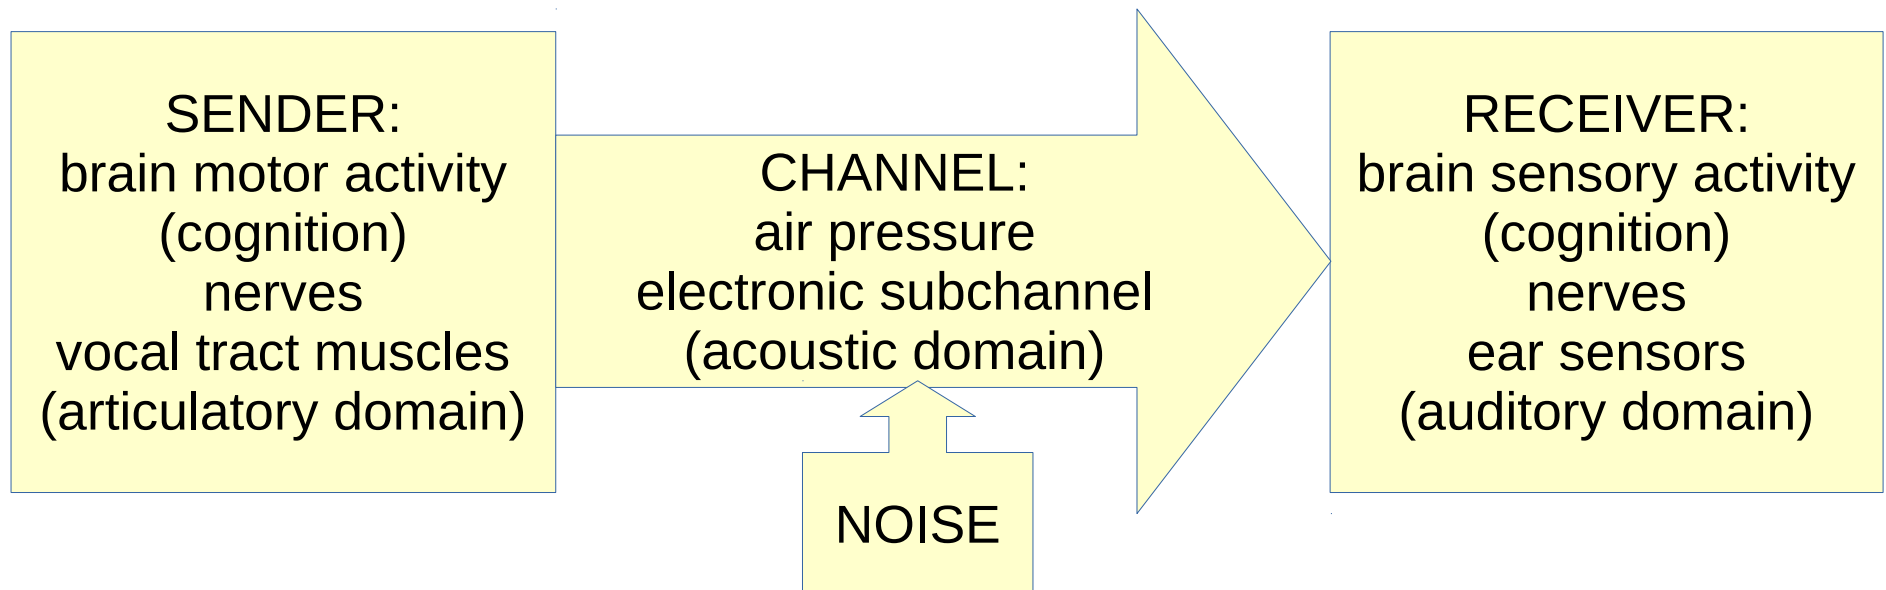 SENDER:
brain motor activity
(cognition)
nerves
vocal tract muscles
(articulatory domain)
CHANNEL:
air pressure
electronic subchannel
(acoustic domain)
NOISE
RECEIVER:
brain sensory activity
(cognition)
nerves
ear sensors
(auditory domain)